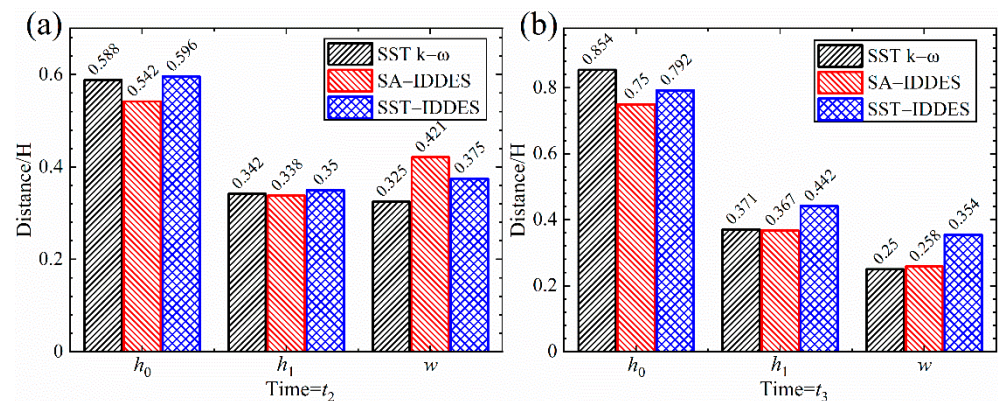 (a)
SST k−ω
SA−IDDES
SST−IDDES
0.588
0.542
0.596
0.342
0.338
0.35
0.325
0.421
0.375
0.6
0.4
0.2
0
Distance/H
h₀
h₁
w
Time=t₂
(b)
SST k−ω
SA−IDDES
SST−IDDES
0.854
0.75
0.792
0.371
0.367
0.442
0.25
0.258
0.354
0.8
0.6
0.4
0.2
0
Distance/H
h₀
h₁
w
Time=t₃